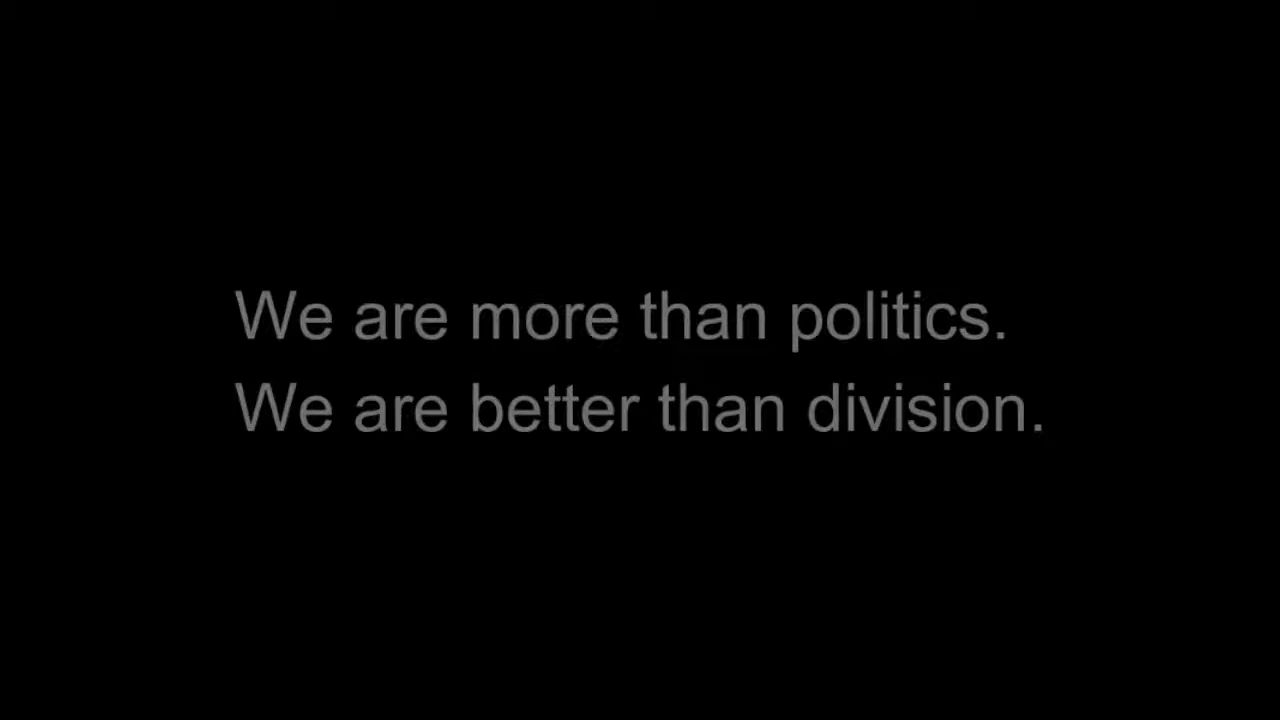 We are more than politics.
We are better than division.